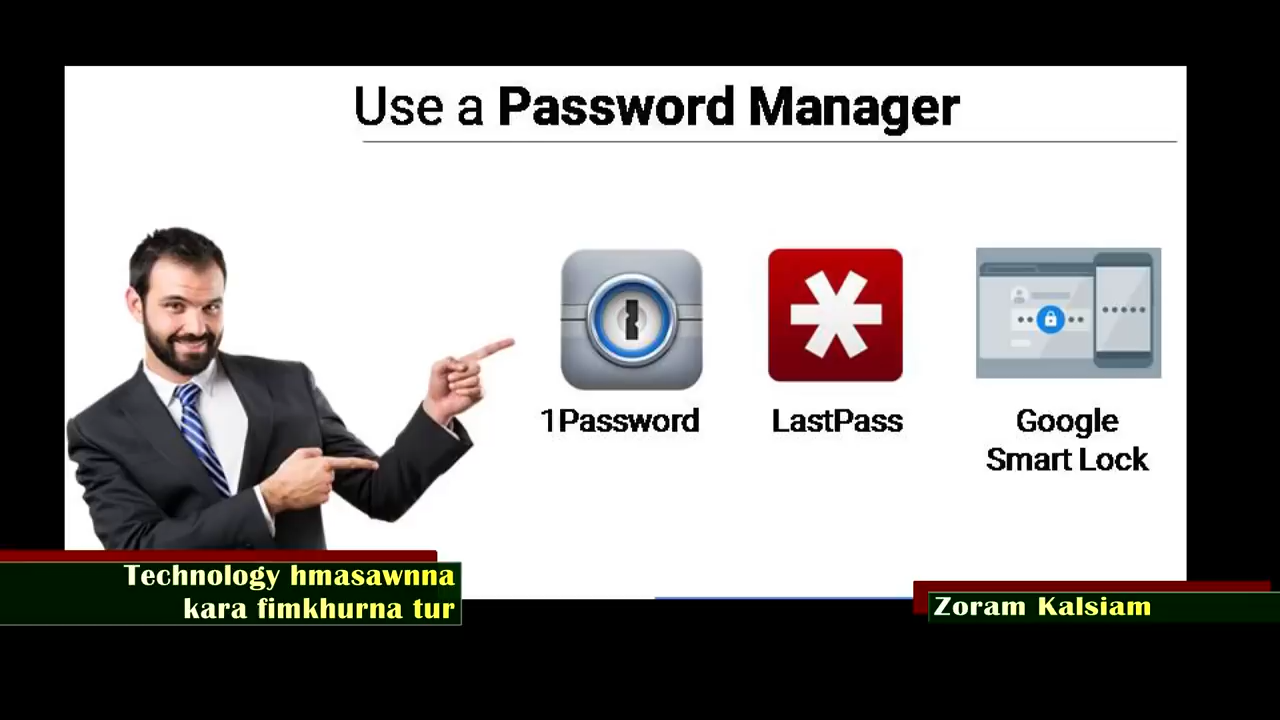 Use a Password Manager
1Password
LastPass
Google
Smart Lock
Technology hmasawnna
kara fimkhurna tur
Zoram Kalsiam